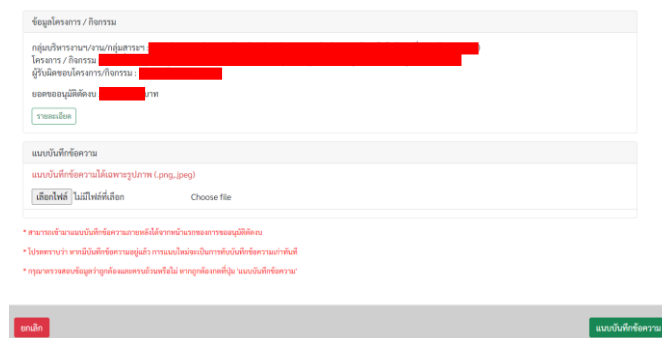 ข้อมูลโครงการ / กิจกรรม
กลุ่มบริหารงานฯ/งาน/กลุ่มสาระฯ :
โครงการ / กิจกรรม
ผู้รับผิดชอบโครงการ/กิจกรรม :
ยอดขออนุมัติตัดงบ บาท
รายละเอียด
แนบบันทึกข้อความ
แนบบันทึกข้อความได้เฉพาะรูปภาพ (.png,.jpeg)
เลือกไฟล์ ไม่มีไฟล์ที่เลือก Choose file
* สามารถเข้ามาแนบบันทึกข้อความภายหลังได้จากหน้าแรกของการขออนุมัติตัดงบ
* โปรดทราบว่า หากมีบันทึกข้อความอยู่แล้ว การแนบใหม่จะเป็นการทับบันทึกข้อความเก่าทันที
* กรุณาตรวจสอบข้อมูลว่าถูกต้องและครบถ้วนหรือไม่ หากถูกต้องกดที่ปุ่ม 'แนบบันทึกข้อความ'
ยกเลิก แนบบันทึกข้อความ